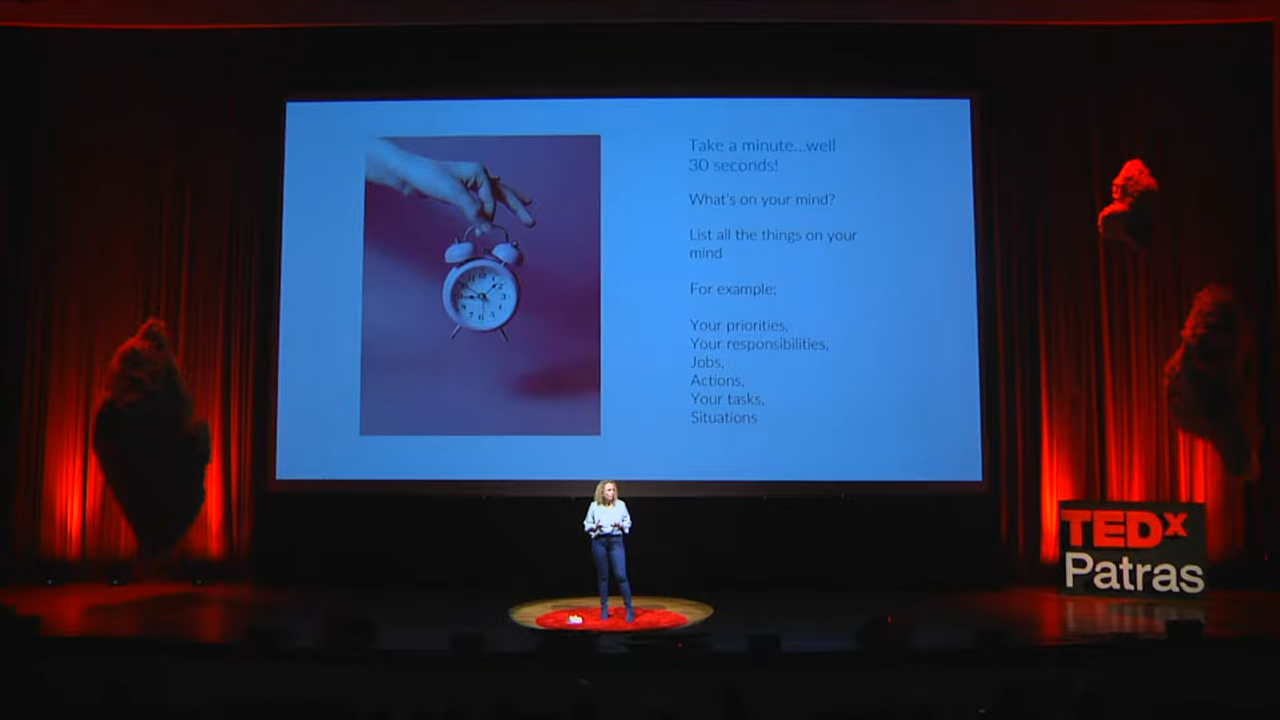 Take a minute...well
30 seconds!
What's on your mind?
List all the things on your
mind
For example:
Your priorities,
Your responsibilities,
Jobs,
Actions,
Your tasks,
Situations
TEDx
Patras